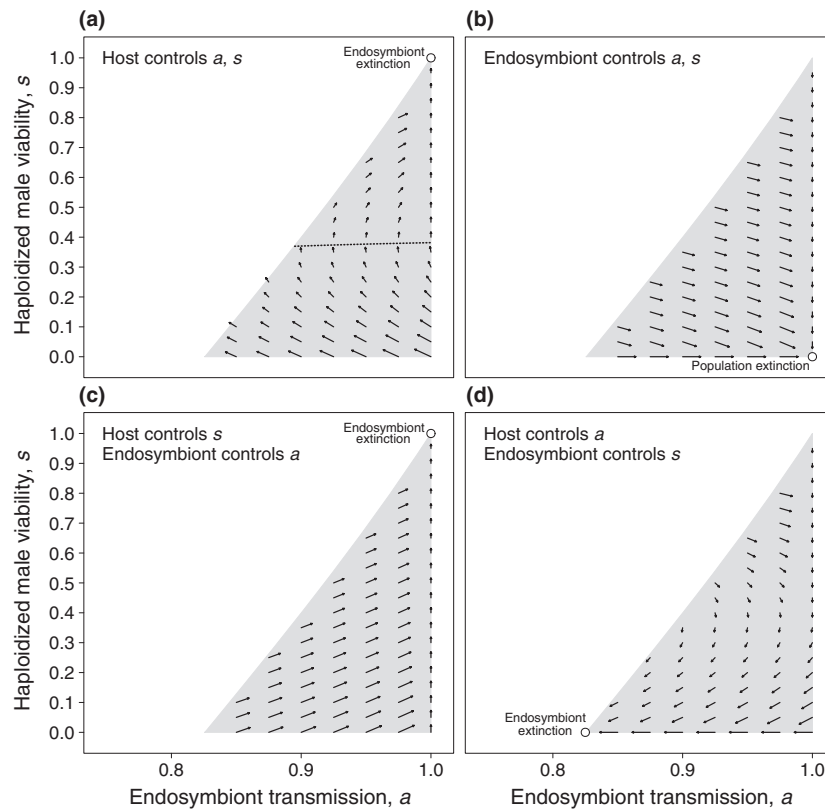 (a)
Host controls a, s
Endosymbiont
extinction
(b)
Endosymbiont controls a, s
Population extinction
Haploidized male viability, s
1.0
0.9
0.8
0.7
0.6
0.5
0.4
0.3
0.2
0.1
0.0
(c)
Host controls s
Endosymbiont controls a
Endosymbiont
extinction
(d)
Host controls a
Endosymbiont controls s
Endosymbiont
extinction
Haploidized male viability, s
1.0
0.9
0.8
0.7
0.6
0.5
0.4
0.3
0.2
0.1
0.0
0.8 0.9 1.0
0.8 0.9 1.0
Endosymbiont transmission, a
Endosymbiont transmission, a